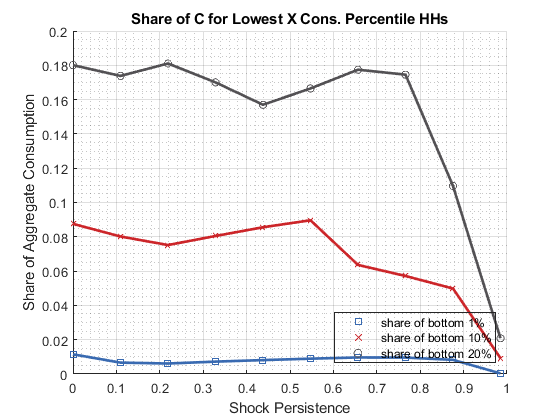 Share of C for Lowest X Cons. Percentile HHs
0.2
0.18
0.16
0.14
0.12
0.1
0.08
0.06
0.04
0.02
0
Share of Aggregate Consumption
share of bottom 1%
share of bottom 10%
share of bottom 20%
0 0.1 0.2 0.3 0.4 0.5 0.6 0.7 0.8 0.9 1
Shock Persistence